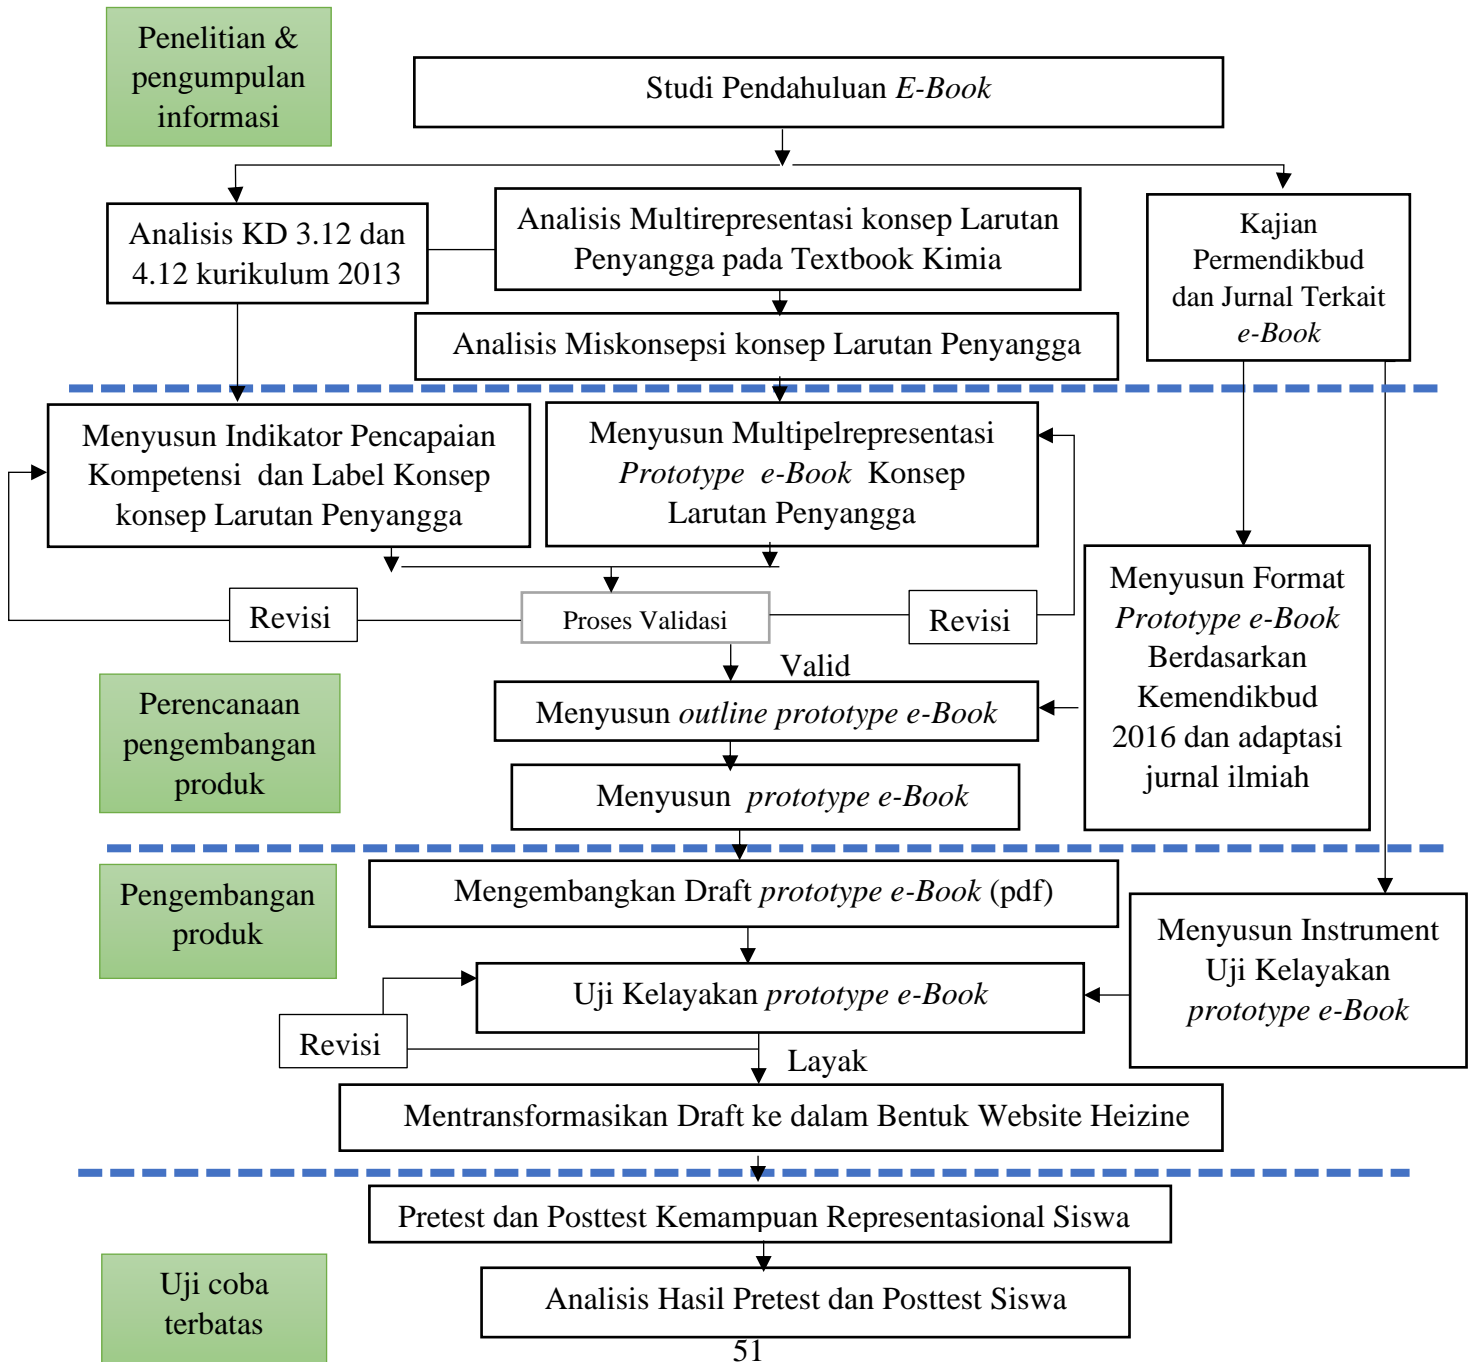 Penelitian &
pengumpulan
informasi
Studi Pendahuluan E-Book
Analisis KD 3.12 dan
4.12 kurikulum 2013
Analisis Multirepresentasi konsep Larutan
Penyangga pada Textbook Kimia
Kajian
Permendikbud
dan Jurnal Terkait
e-Book
Analisis Miskonsepsi konsep Larutan Penyangga
Menyusun Indikator Pencapaian
Kompetensi dan Label Konsep
konsep Larutan Penyangga
Menyusun Multipelrepresentasi
Prototype e-Book Konsep
Larutan Penyangga
Menyusun Format
Prototype e-Book
Berdasarkan
Kemendikbud
2016 dan adaptasi
jurnal ilmiah
Revisi
Proses Validasi
Revisi
Valid
Perencanaan
pengembangan
produk
Menyusun outline prototype e-Book
Menyusun prototype e-Book
Pengembangan
produk
Mengembangkan Draft prototype e-Book (pdf)
Menyusun Instrument
Uji Kelayakan
prototype e-Book
Uji Kelayakan prototype e-Book
Revisi
Layak
Mentransformasikan Draft ke dalam Bentuk Website Heizine
Pretest dan Posttest Kemampuan Representasional Siswa
Uji coba
terbatas
Analisis Hasil Pretest dan Posttest Siswa
51